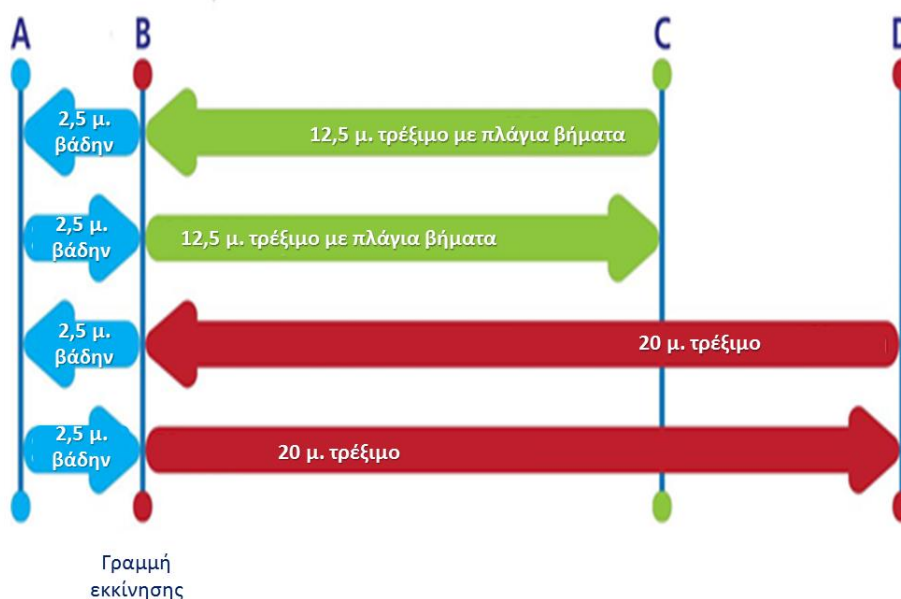 A B C D
2,5 μ.
βάδην
12,5 μ. τρέξιμο με πλάγια βήματα
2,5 μ.
βάδην
12,5 μ. τρέξιμο με πλάγια βήματα
2,5 μ.
βάδην
20 μ. τρέξιμο
2,5 μ.
βάδην
20 μ. τρέξιμο
Γραμμή
εκκίνησης